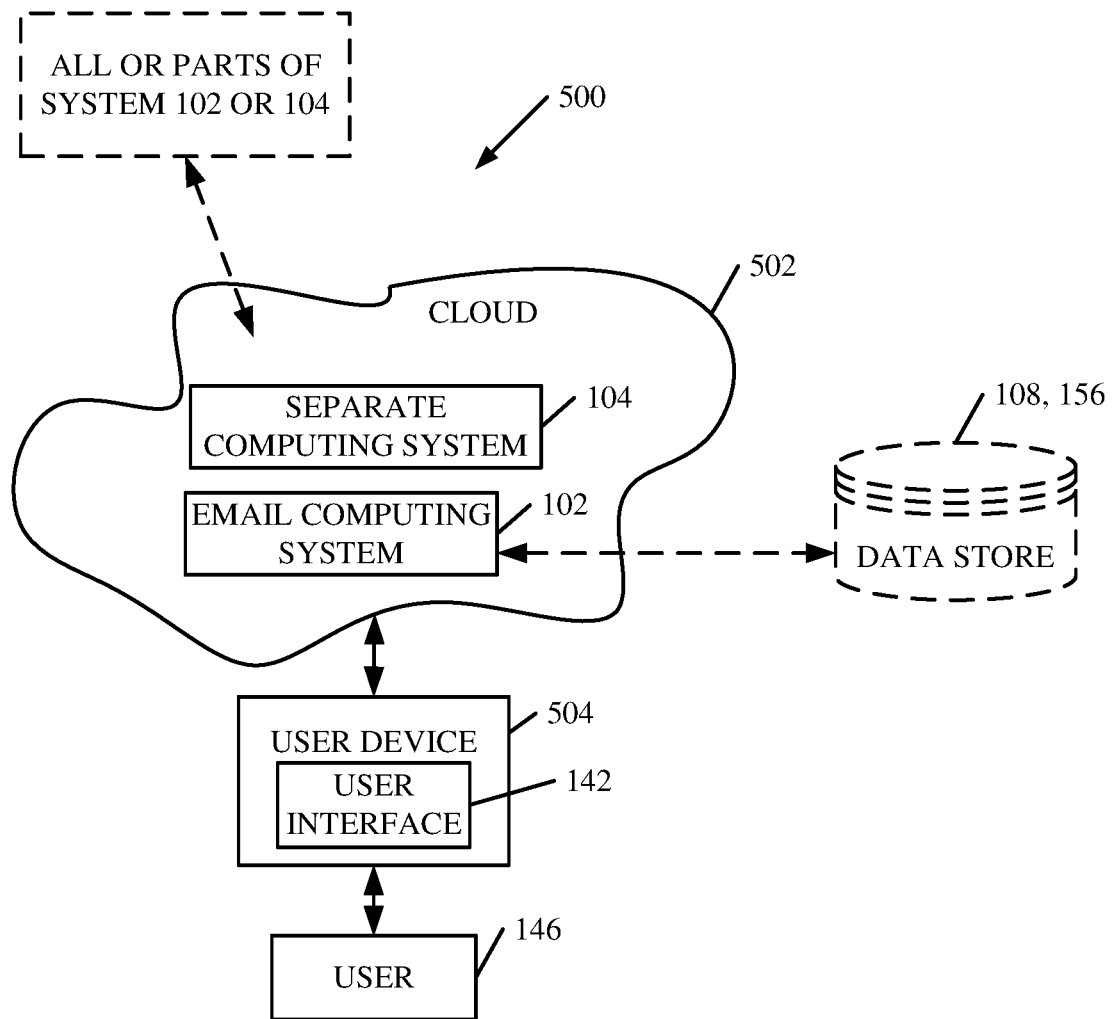 ALL OR PARTS OF
SYSTEM 102 OR 104
500
502
CLOUD
SEPARATE
COMPUTING SYSTEM
104
108, 156
EMAIL COMPUTING
SYSTEM
102
DATA STORE
504
USER DEVICE
USER
INTERFACE
142
146
USER